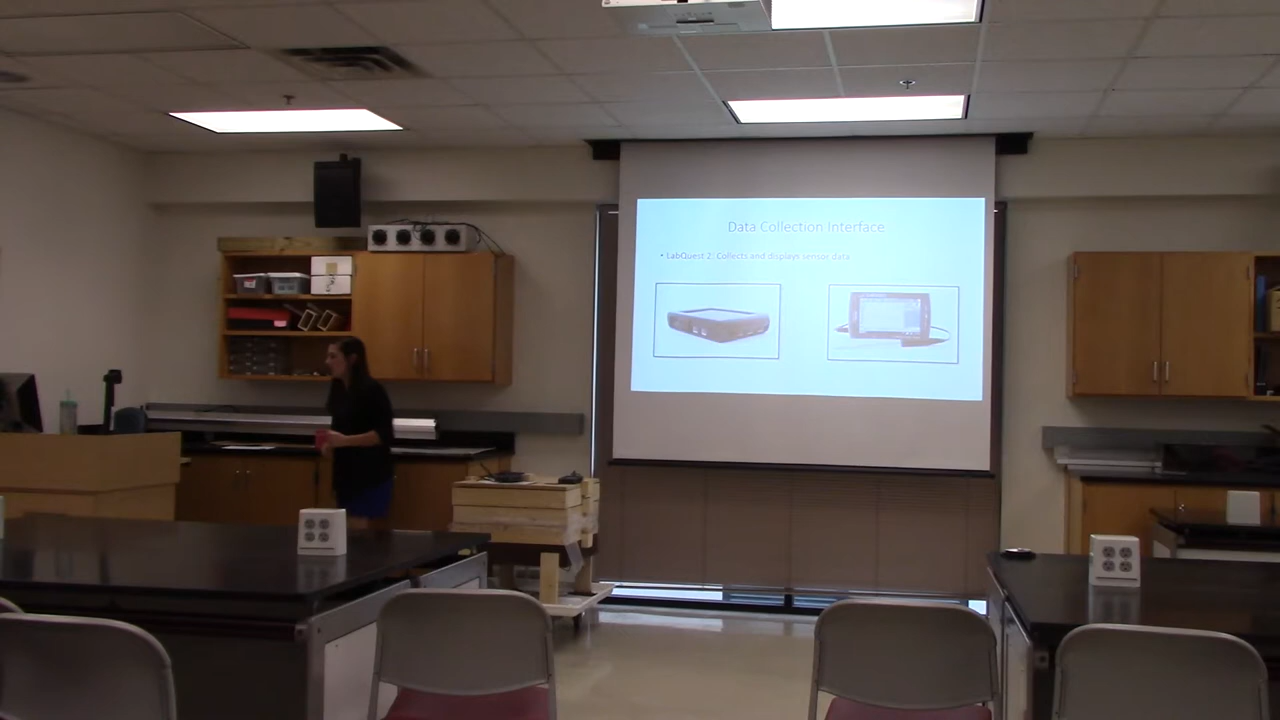 Data Collection Interface
• LabQuest 2: Collects and displays sensor data